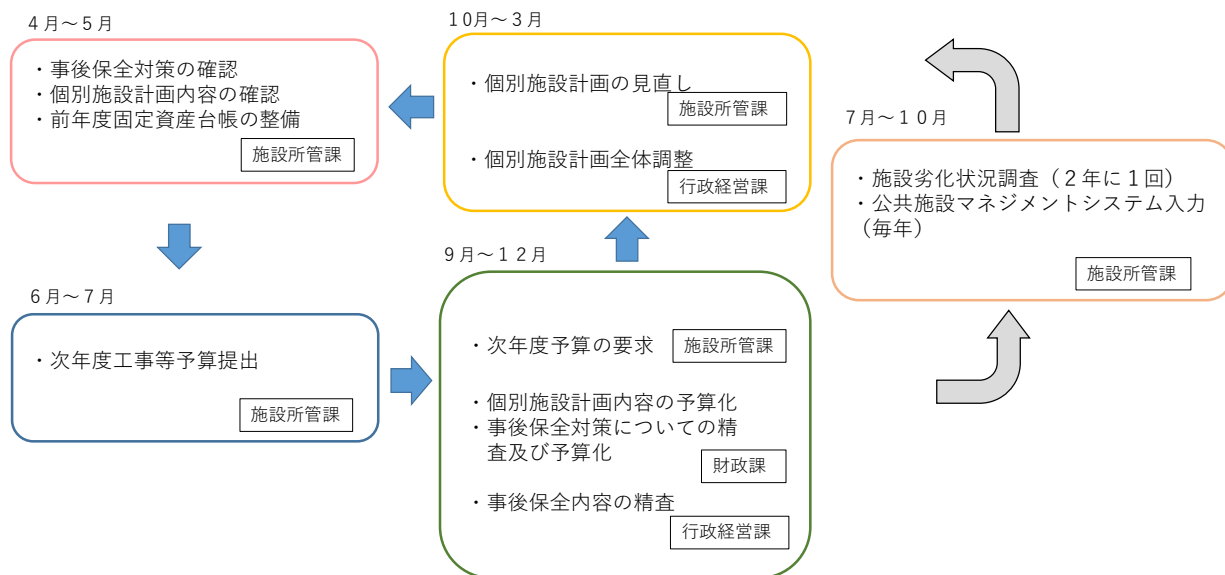 ４月～５月
・事後保全対策の確認
・個別施設計画内容の確認
・前年度固定資産台帳の整備
施設所管課
６月～７月
・次年度工事等予算提出
施設所管課
10月～３月
・個別施設計画の見直し
施設所管課
・個別施設計画全体調整
行政経営課
９月～１２月
・次年度予算の要求
施設所管課
・個別施設計画内容の予算化
・事後保全対策についての精
査及び予算化
財政課
・事後保全内容の精査
行政経営課
７月～１０月
・施設劣化状況調査（２年に１回）
・公共施設マネジメントシステム入力
（毎年）
施設所管課